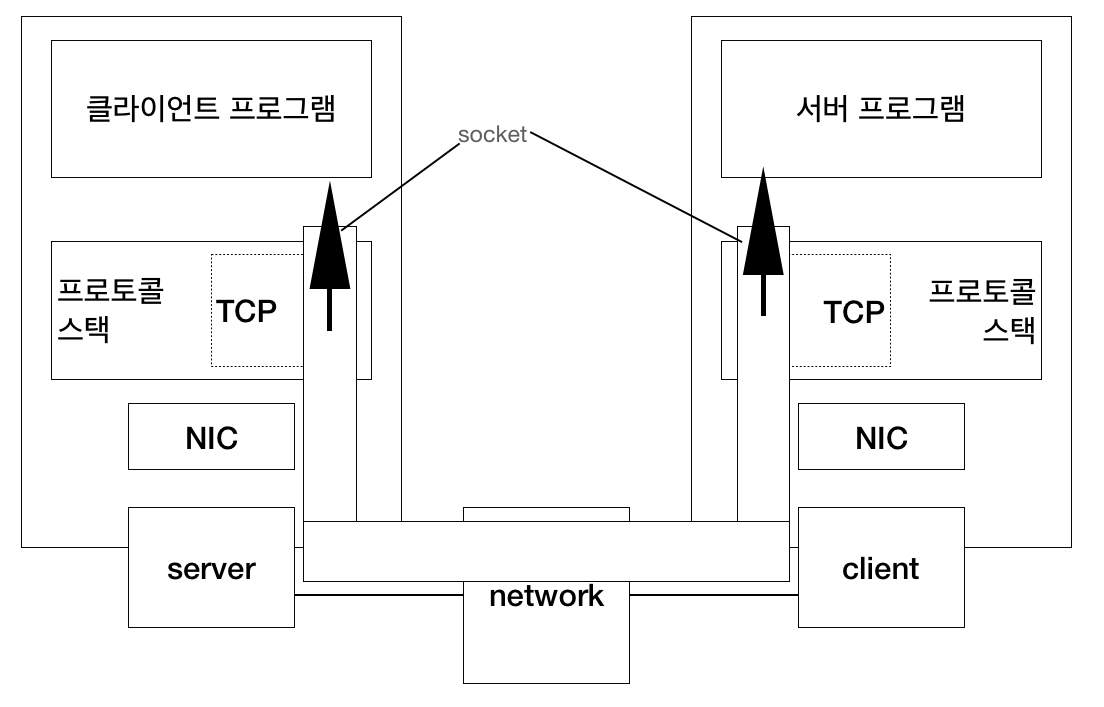 클라이언트 프로그램
서버 프로그램
socket
프로토콜
스택
TCP
TCP
프로토콜
스택
NIC
NIC
server
network
client